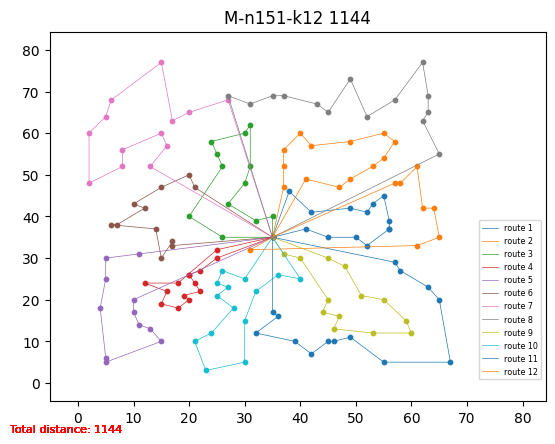 M-n151-k12 1144
80
70
60
50
40
30
20
10
0
0 10 20 30 40 50 60 70 80
route 1
route 2
route 3
route 4
route 5
route 6
route 7
route 8
route 9
route 10
route 11
route 12
Total distance: 1144